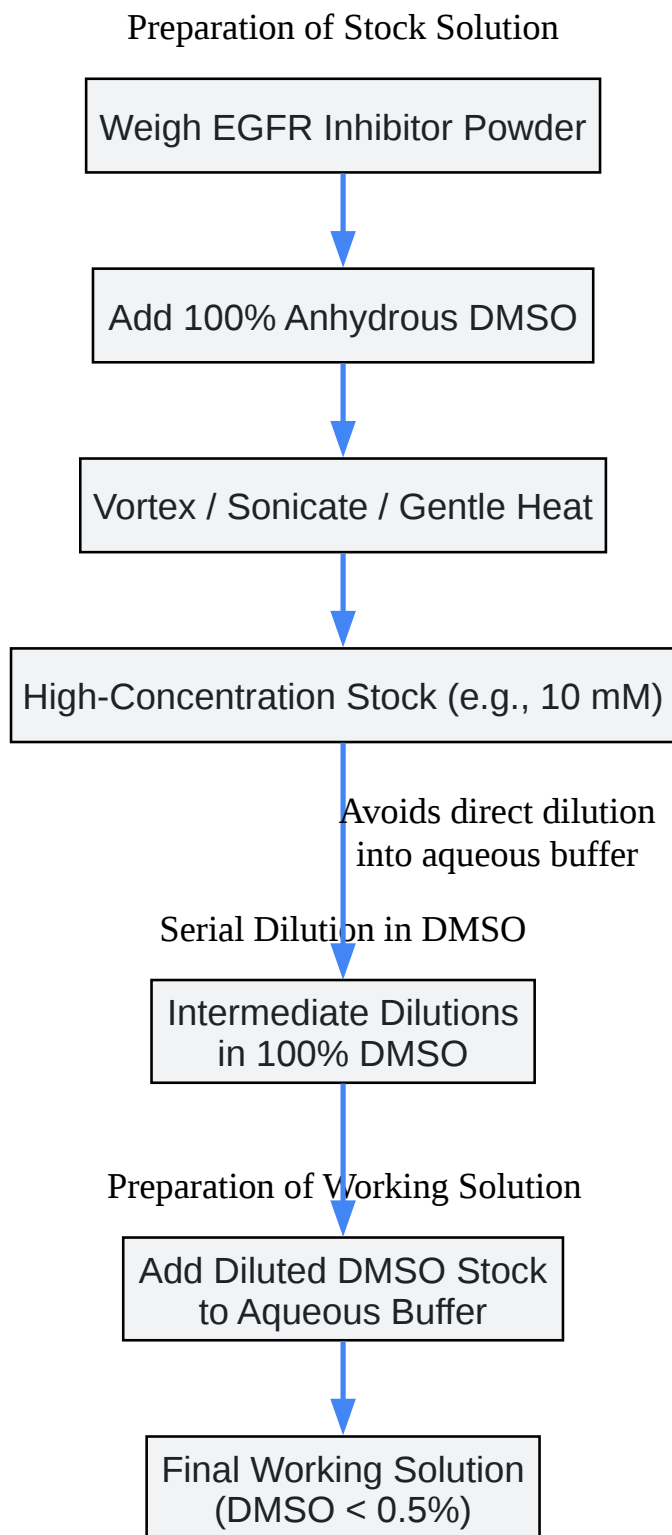 Preparation of Stock Solution
Weigh EGFR Inhibitor Powder
Add 100% Anhydrous DMSO
Vortex / Sonicate / Gentle Heat
High-Concentration Stock (e.g., 10 mM)
Avoids direct dilution
into aqueous buffer
Serial Dilution in DMSO
Intermediate Dilutions
in 100% DMSO
Preparation of Working Solution
Add Diluted DMSO Stock
to Aqueous Buffer
Final Working Solution
(DMSO < 0.5%)